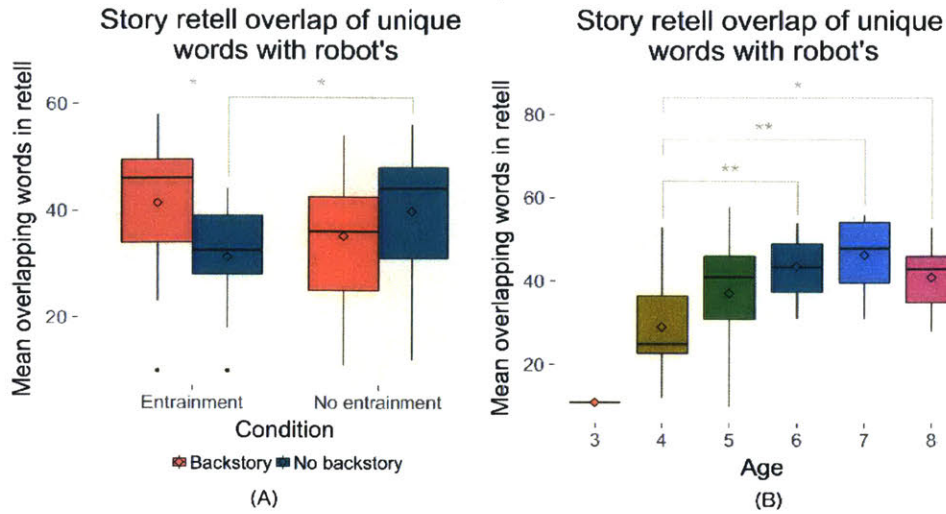 Story retell overlap of unique
words with robot's
Mean overlapping words in retell
60
40
20
*
*
Entrainment
No entrainment
Condition
Backstory
No backstory
(A)
Story retell overlap of unique
words with robot's
Mean overlapping words in retell
80
60
40
20
*
**
**
3
4
5
6
7
8
Age
(B)